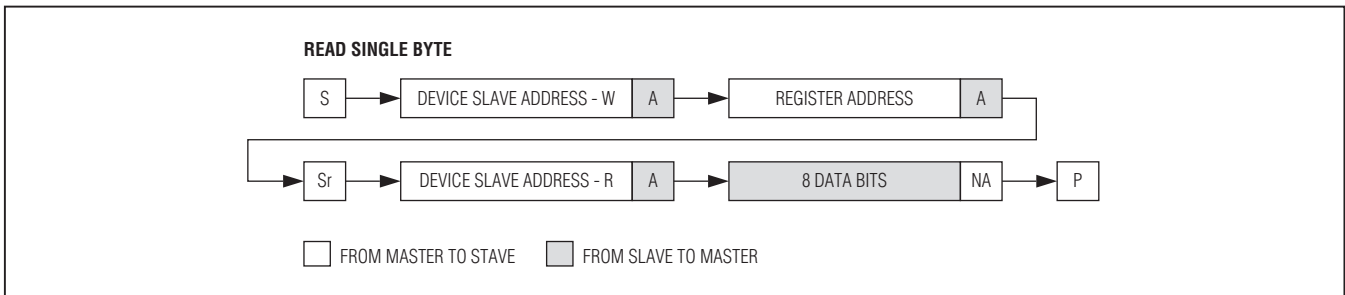 READ SINGLE BYTE
S DEVICE SLAVE ADDRESS - W A REGISTER ADDRESS A
Sr DEVICE SLAVE ADDRESS - R A 8 DATA BITS NA P
FROM MASTER TO STAVE FROM SLAVE TO MASTER